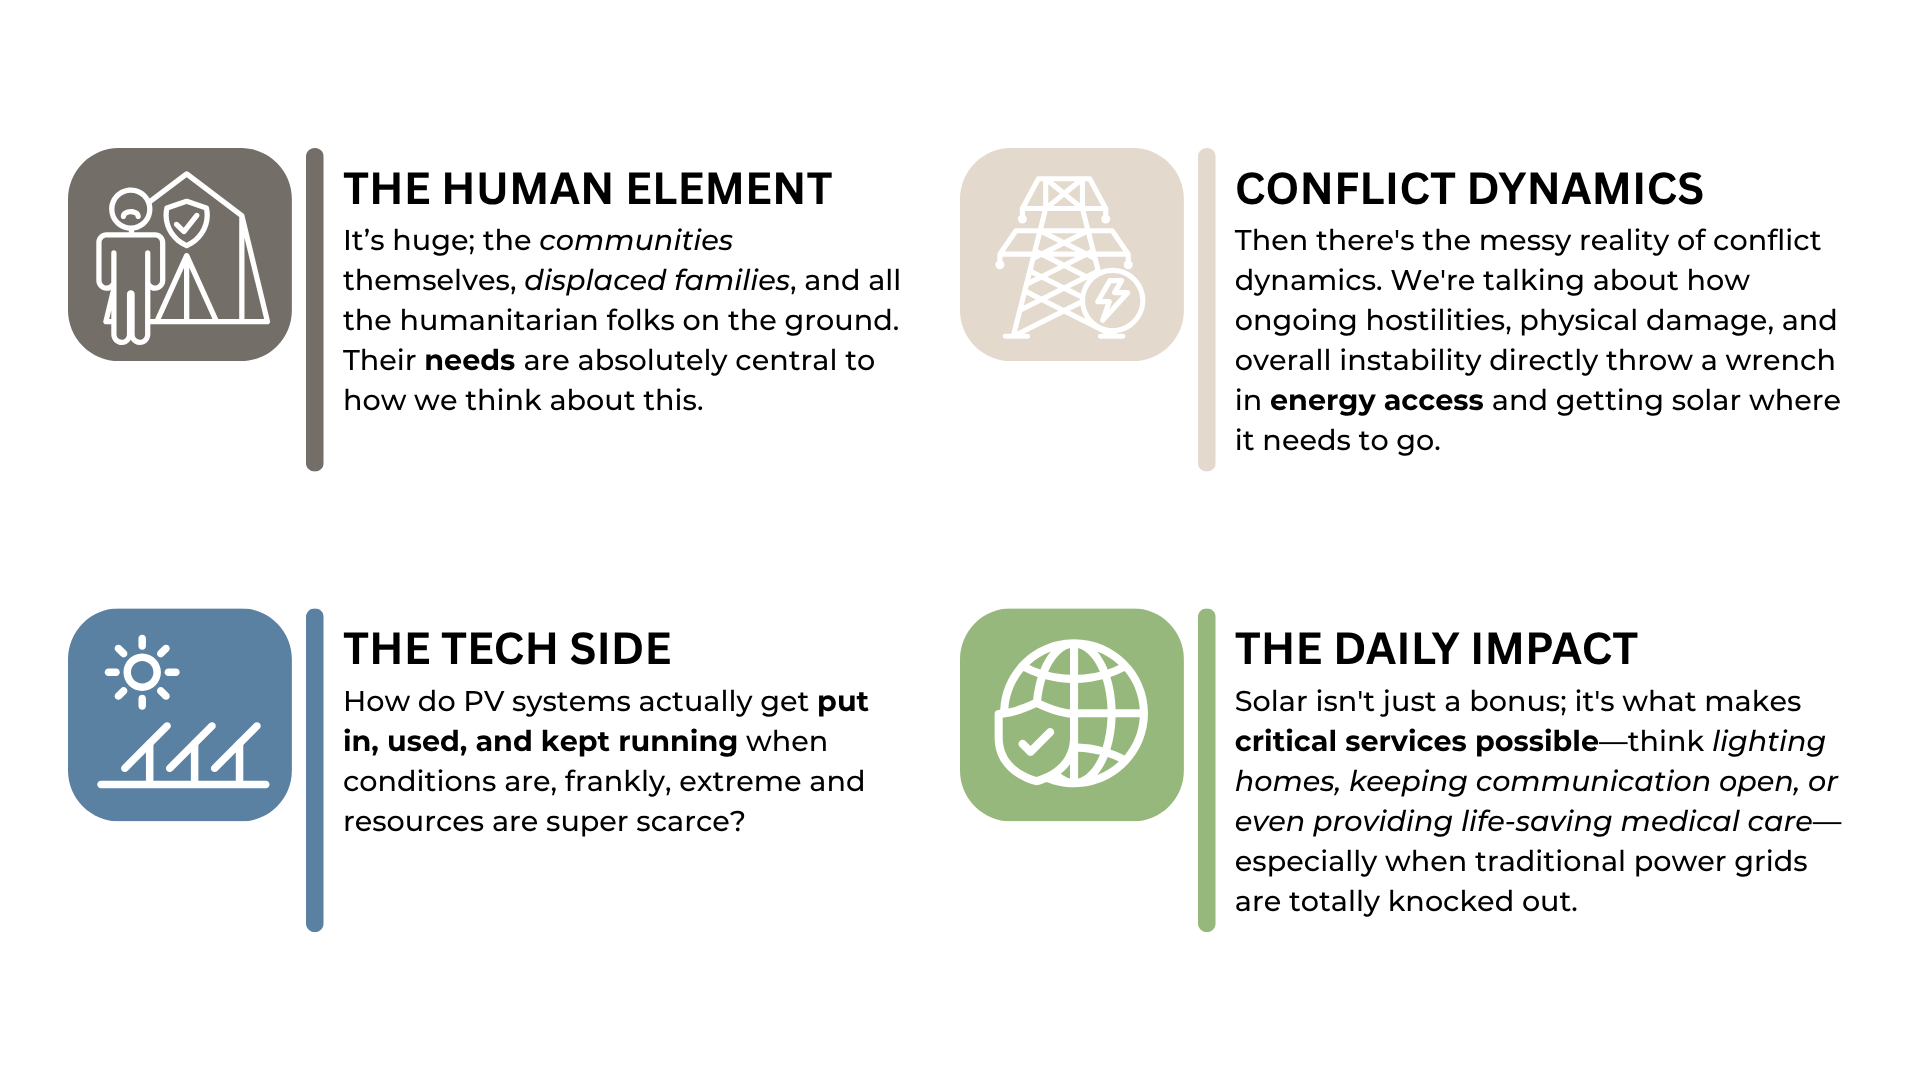 THE HUMAN ELEMENT
It’s huge; the communities
themselves, displaced families, and all
the humanitarian folks on the ground.
Their needs are absolutely central to
how we think about this.
CONFLICT DYNAMICS
Then there's the messy reality of conflict
dynamics. We're talking about how
ongoing hostilities, physical damage, and
overall instability directly throw a wrench
in energy access and getting solar where
it needs to go.
THE TECH SIDE
How do PV systems actually get put
in, used, and kept running when
conditions are, frankly, extreme and
resources are super scarce?
THE DAILY IMPACT
Solar isn't just a bonus; it's what makes
critical services possible—think lighting
homes, keeping communication open, or
even providing life-saving medical care—
especially when traditional power grids
are totally knocked out.